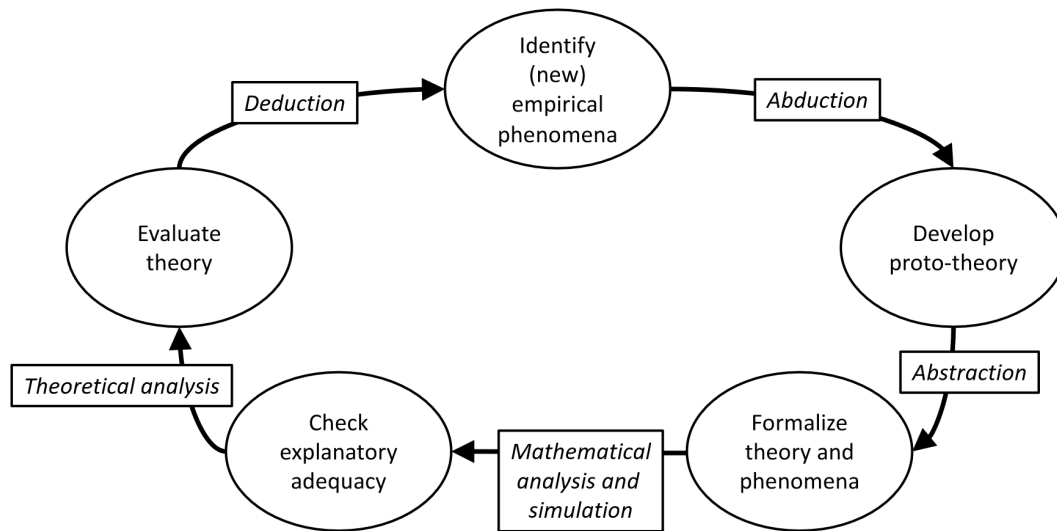 Identify
(new)
empirical
phenomena
Abduction
Develop
proto-theory
Abstraction
Formalize
theory and
phenomena
Mathematical
analysis and
simulation
Check
explanatory
adequacy
Theoretical analysis
Evaluate
theory
Deduction